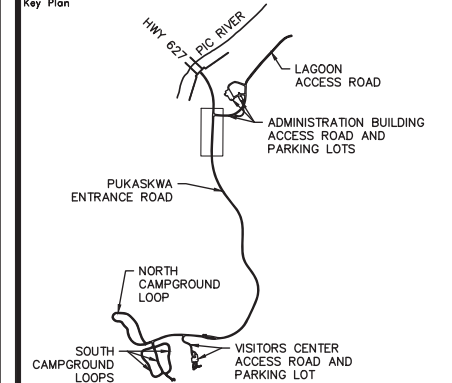 Key Plan
HWY 627
PIC RIVER
LAGOON
ACCESS ROAD
ADMINISTRATION BUILDING
ACCESS ROAD AND
PARKING LOTS
PUKASKWA
ENTRANCE ROAD
NORTH
CAMPGROUND
LOOP
SOUTH
CAMPGROUND
LOOPS
VISITORS CENTER
ACCESS ROAD AND
PARKING LOT